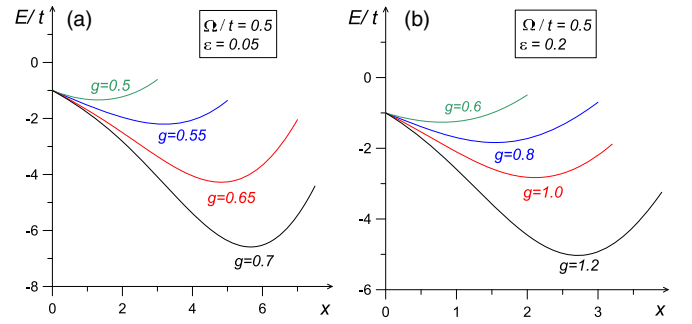 E/ t (a)
Ω / t = 0.5
ε = 0.05
0
-2
-4
-6
-8
g=0.5
g=0.55
g=0.65
g=0.7
0 2 4 6 x
E/ t (b)
Ω / t = 0.5
ε = 0.2
0
-2
-4
-6
g=0.6
g=0.8
g=1.0
g=1.2
0 1 2 3 x